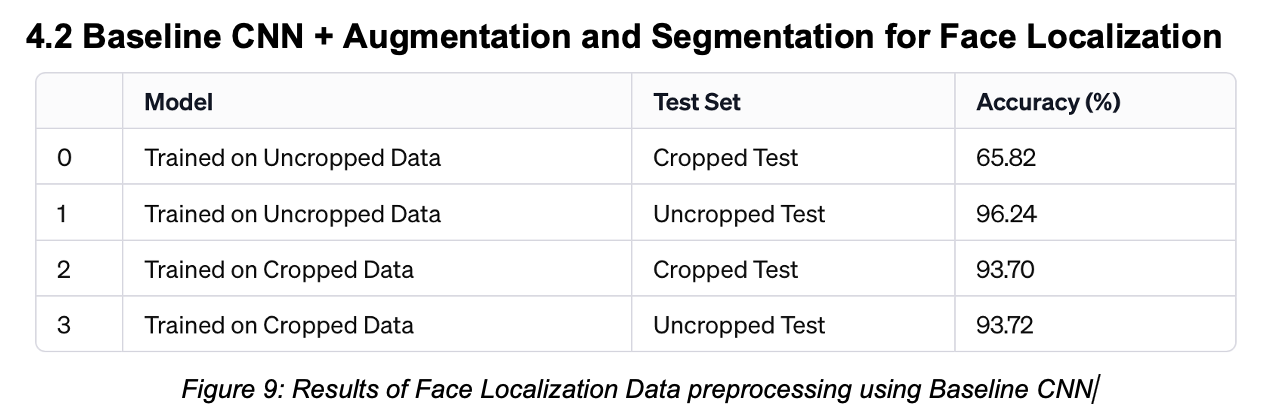 4.2 Baseline CNN + Augmentation and Segmentation for Face Localization
Model Test Set Accuracy (%)
0 Trained on Uncropped Data Cropped Test 65.82
1 Trained on Uncropped Data Uncropped Test 96.24
2 Trained on Cropped Data Cropped Test 93.70
3 Trained on Cropped Data Uncropped Test 93.72
Figure 9: Results of Face Localization Data preprocessing using Baseline CNN